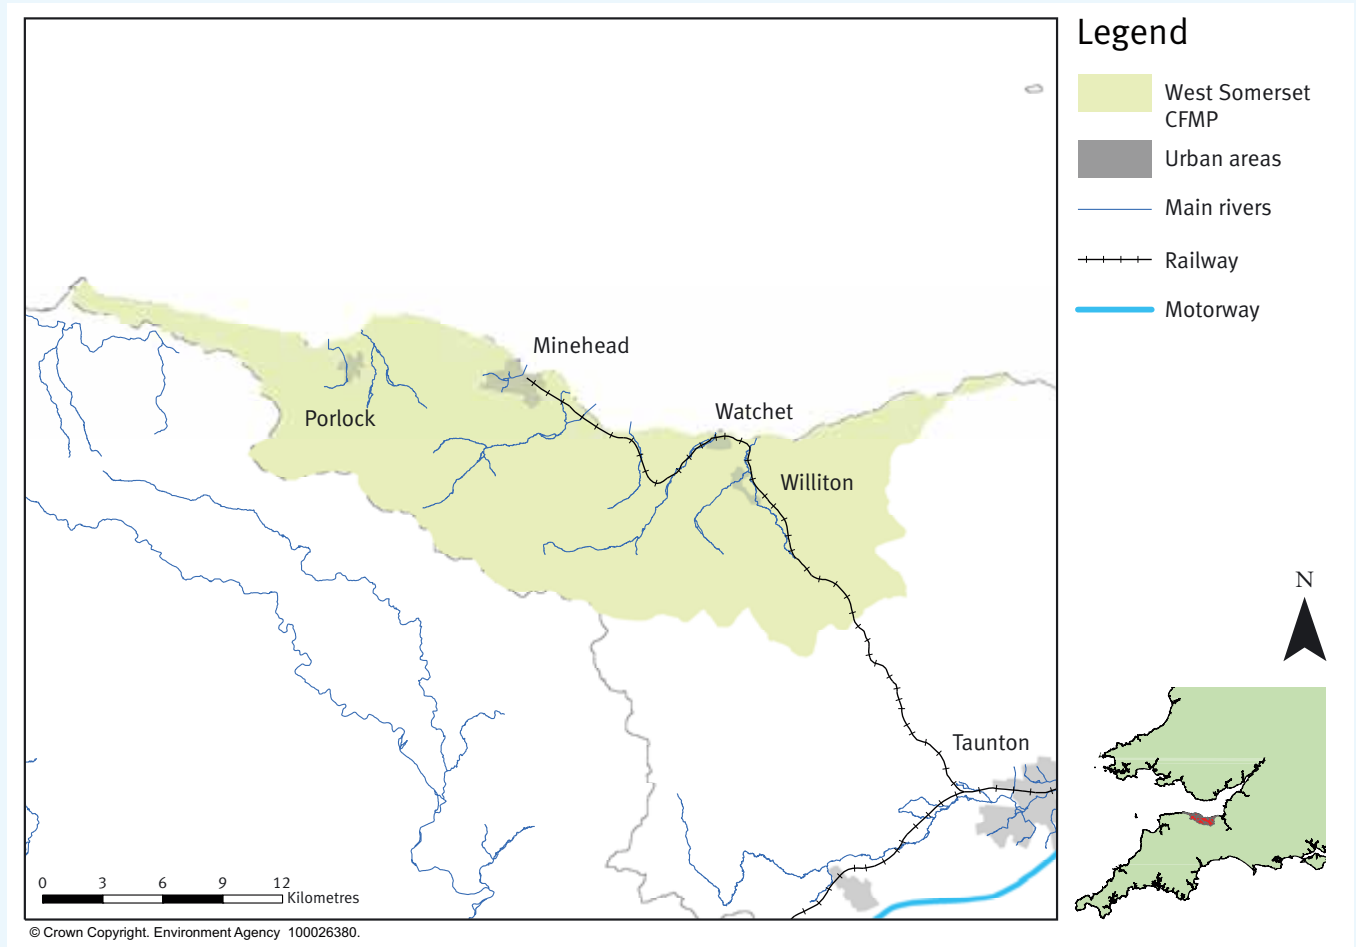 Legend
West Somerset
CFMP
Urban areas
Main rivers
Railway
Motorway
Minehead
Porlock
Watchet
Williton
Taunton
N
0 3 6 9 12
Kilometres
© Crown Copyright. Environment Agency 100026380.